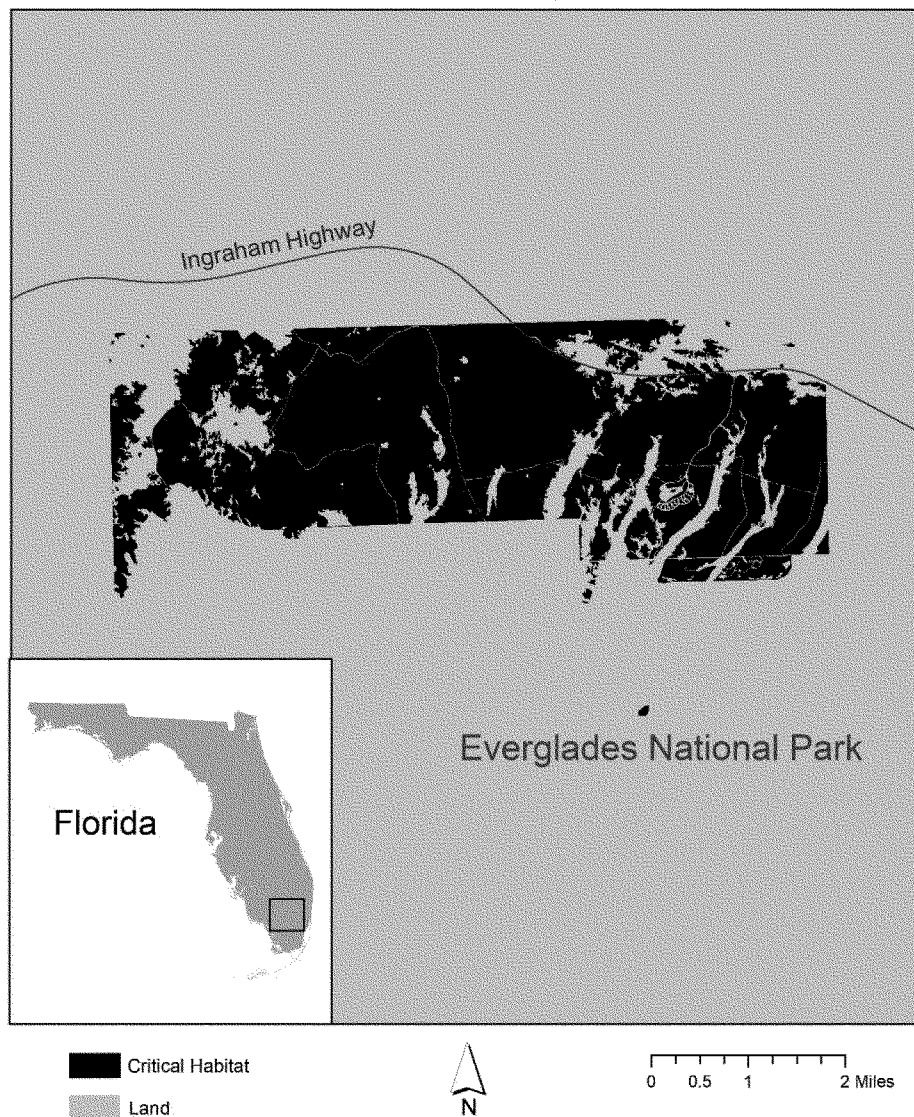 Ingraham Highway
Everglades National Park
Florida
Critical Habitat
Land
N
0 0.5 1 2 Miles